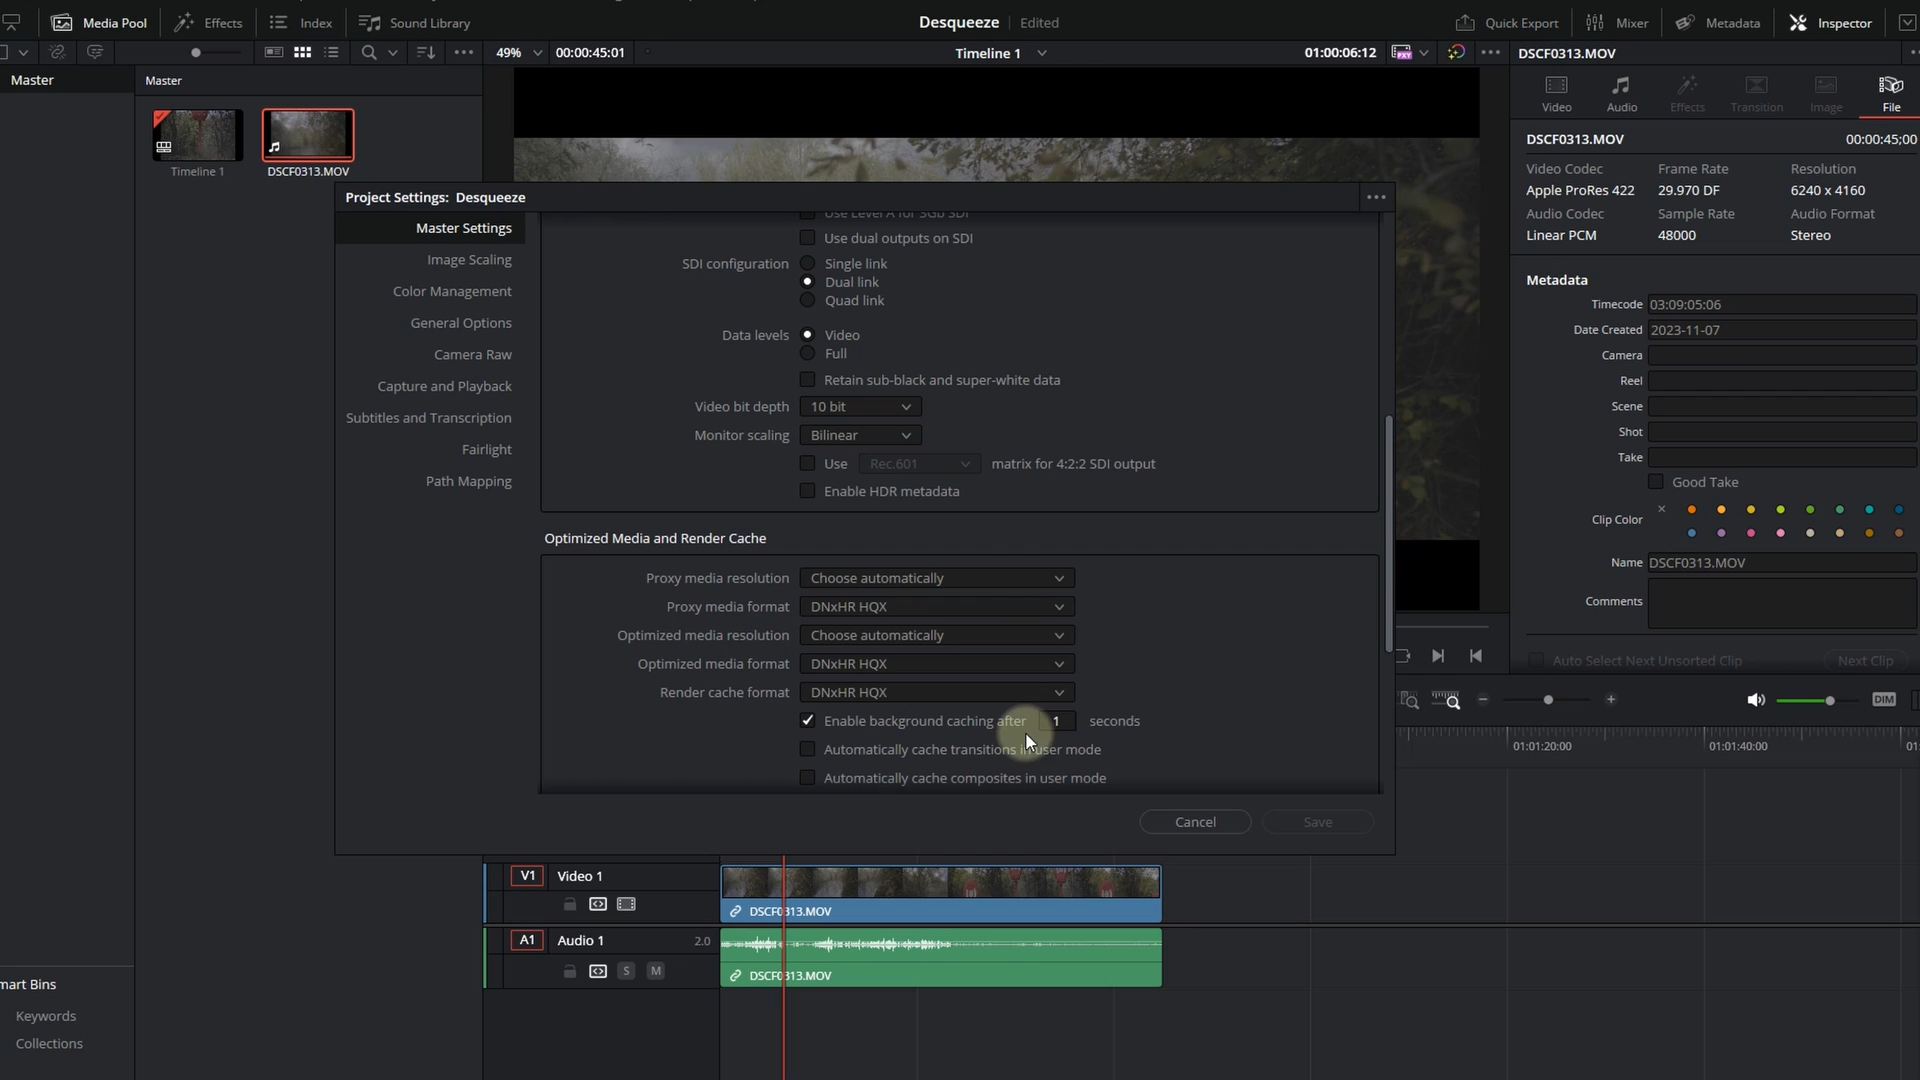 Media Pool Effects Index Sound Library Desqueeze Edited Quick Export Mixer Metadata Inspector
49% 00:00:45:01 Timeline 1 01:00:06:12 PXY DSCF0313.MOV
Master Master
Video Audio Effects Transition Image File
Timeline 1 DSCF0313.MOV
DSCF0313.MOV 00:00:45;00
Video Codec Frame Rate Resolution
Apple ProRes 422 29.970 DF 6240 x 4160
Audio Codec Sample Rate Audio Format
Linear PCM 48000 Stereo
Metadata
Timecode 03:09:05:06
Date Created 2023-11-07
Camera
Reel
Scene
Shot
Take
Good Take
Clip Color
Name DSCF0313.MOV
Comments
Auto Select Next Unsorted Clip Next Clip
Project Settings: Desqueeze
Master Settings
Image Scaling
Color Management
General Options
Camera Raw
Capture and Playback
Subtitles and Transcription
Fairlight
Path Mapping
Use Level A for 3Gb SDI
Use dual outputs on SDI
SDI configuration Single link
Dual link
Quad link
Data levels Video
Full
Retain sub-black and super-white data
Video bit depth 10 bit
Monitor scaling Bilinear
Use Rec.601 matrix for 4:2:2 SDI output
Enable HDR metadata
Optimized Media and Render Cache
Proxy media resolution Choose automatically
Proxy media format DNxHR HQX
Optimized media resolution Choose automatically
Optimized media format DNxHR HQX
Render cache format DNxHR HQX
Enable background caching after 1 seconds
Automatically cache transitions in user mode
Automatically cache composites in user mode
Cancel Save
DIM
01:01:20:00 01:01:40:00
V1 Video 1
DSCF0313.MOV
A1 Audio 1 2.0
S M
DSCF0313.MOV
mart Bins
Keywords
Collections